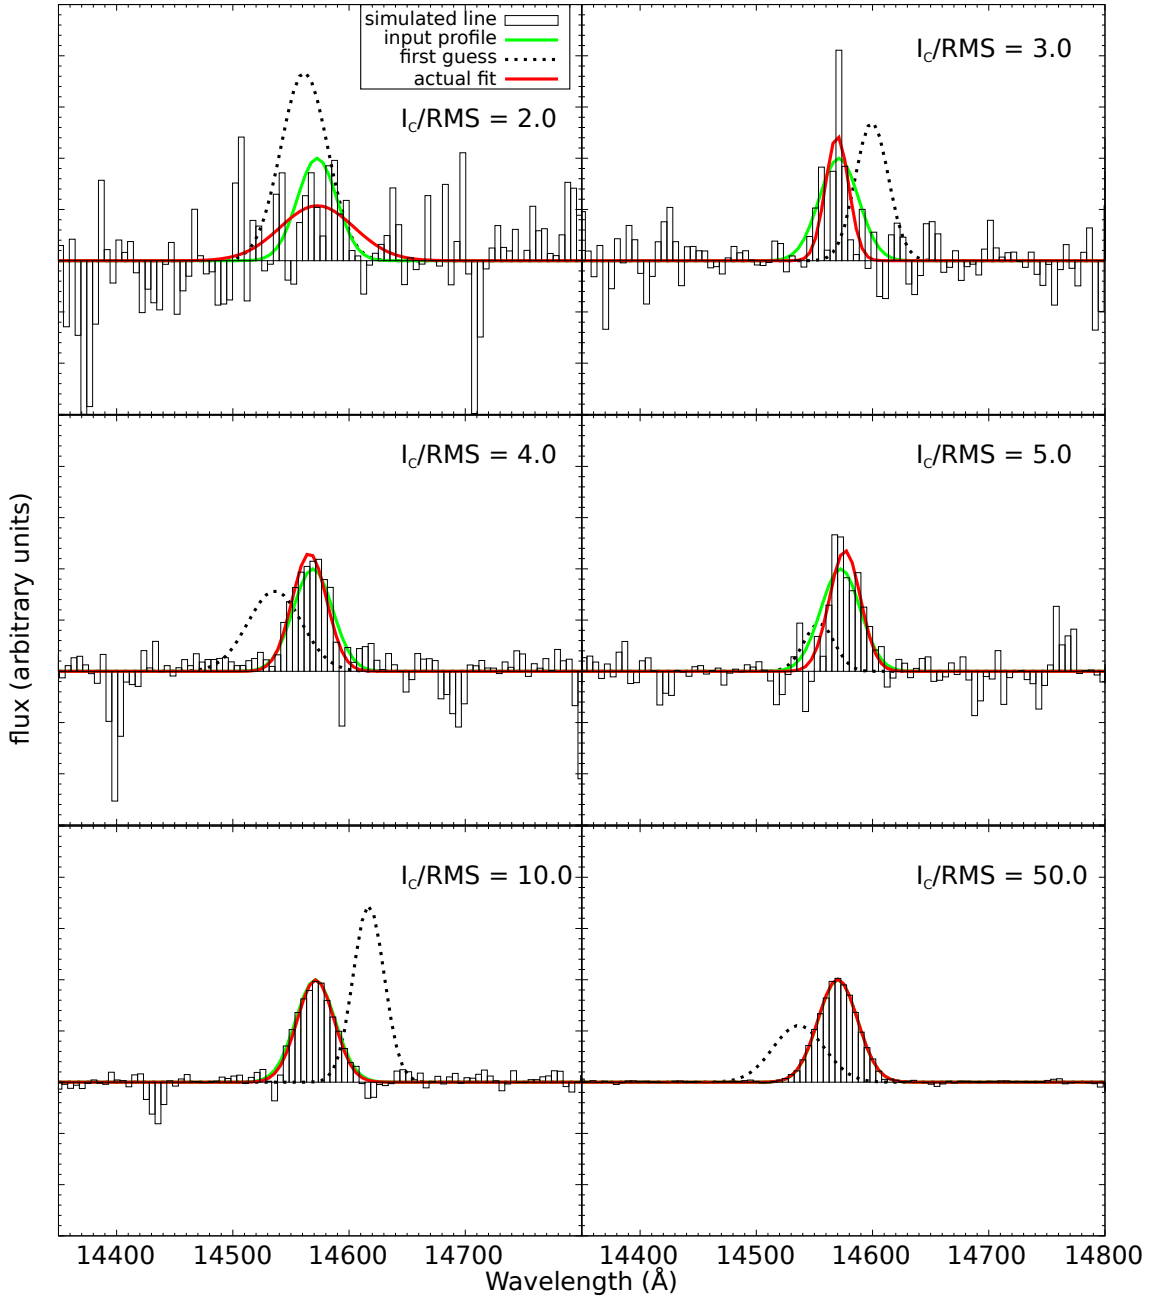 simulated line
input profile
first guess
actual fit
I_C/RMS = 2.0
I_C/RMS = 3.0
I_C/RMS = 4.0
I_C/RMS = 5.0
I_C/RMS = 10.0
I_C/RMS = 50.0
flux (arbitrary units)
14400 14500 14600 14700 14400 14500 14600 14700 14800
Wavelength (Å)